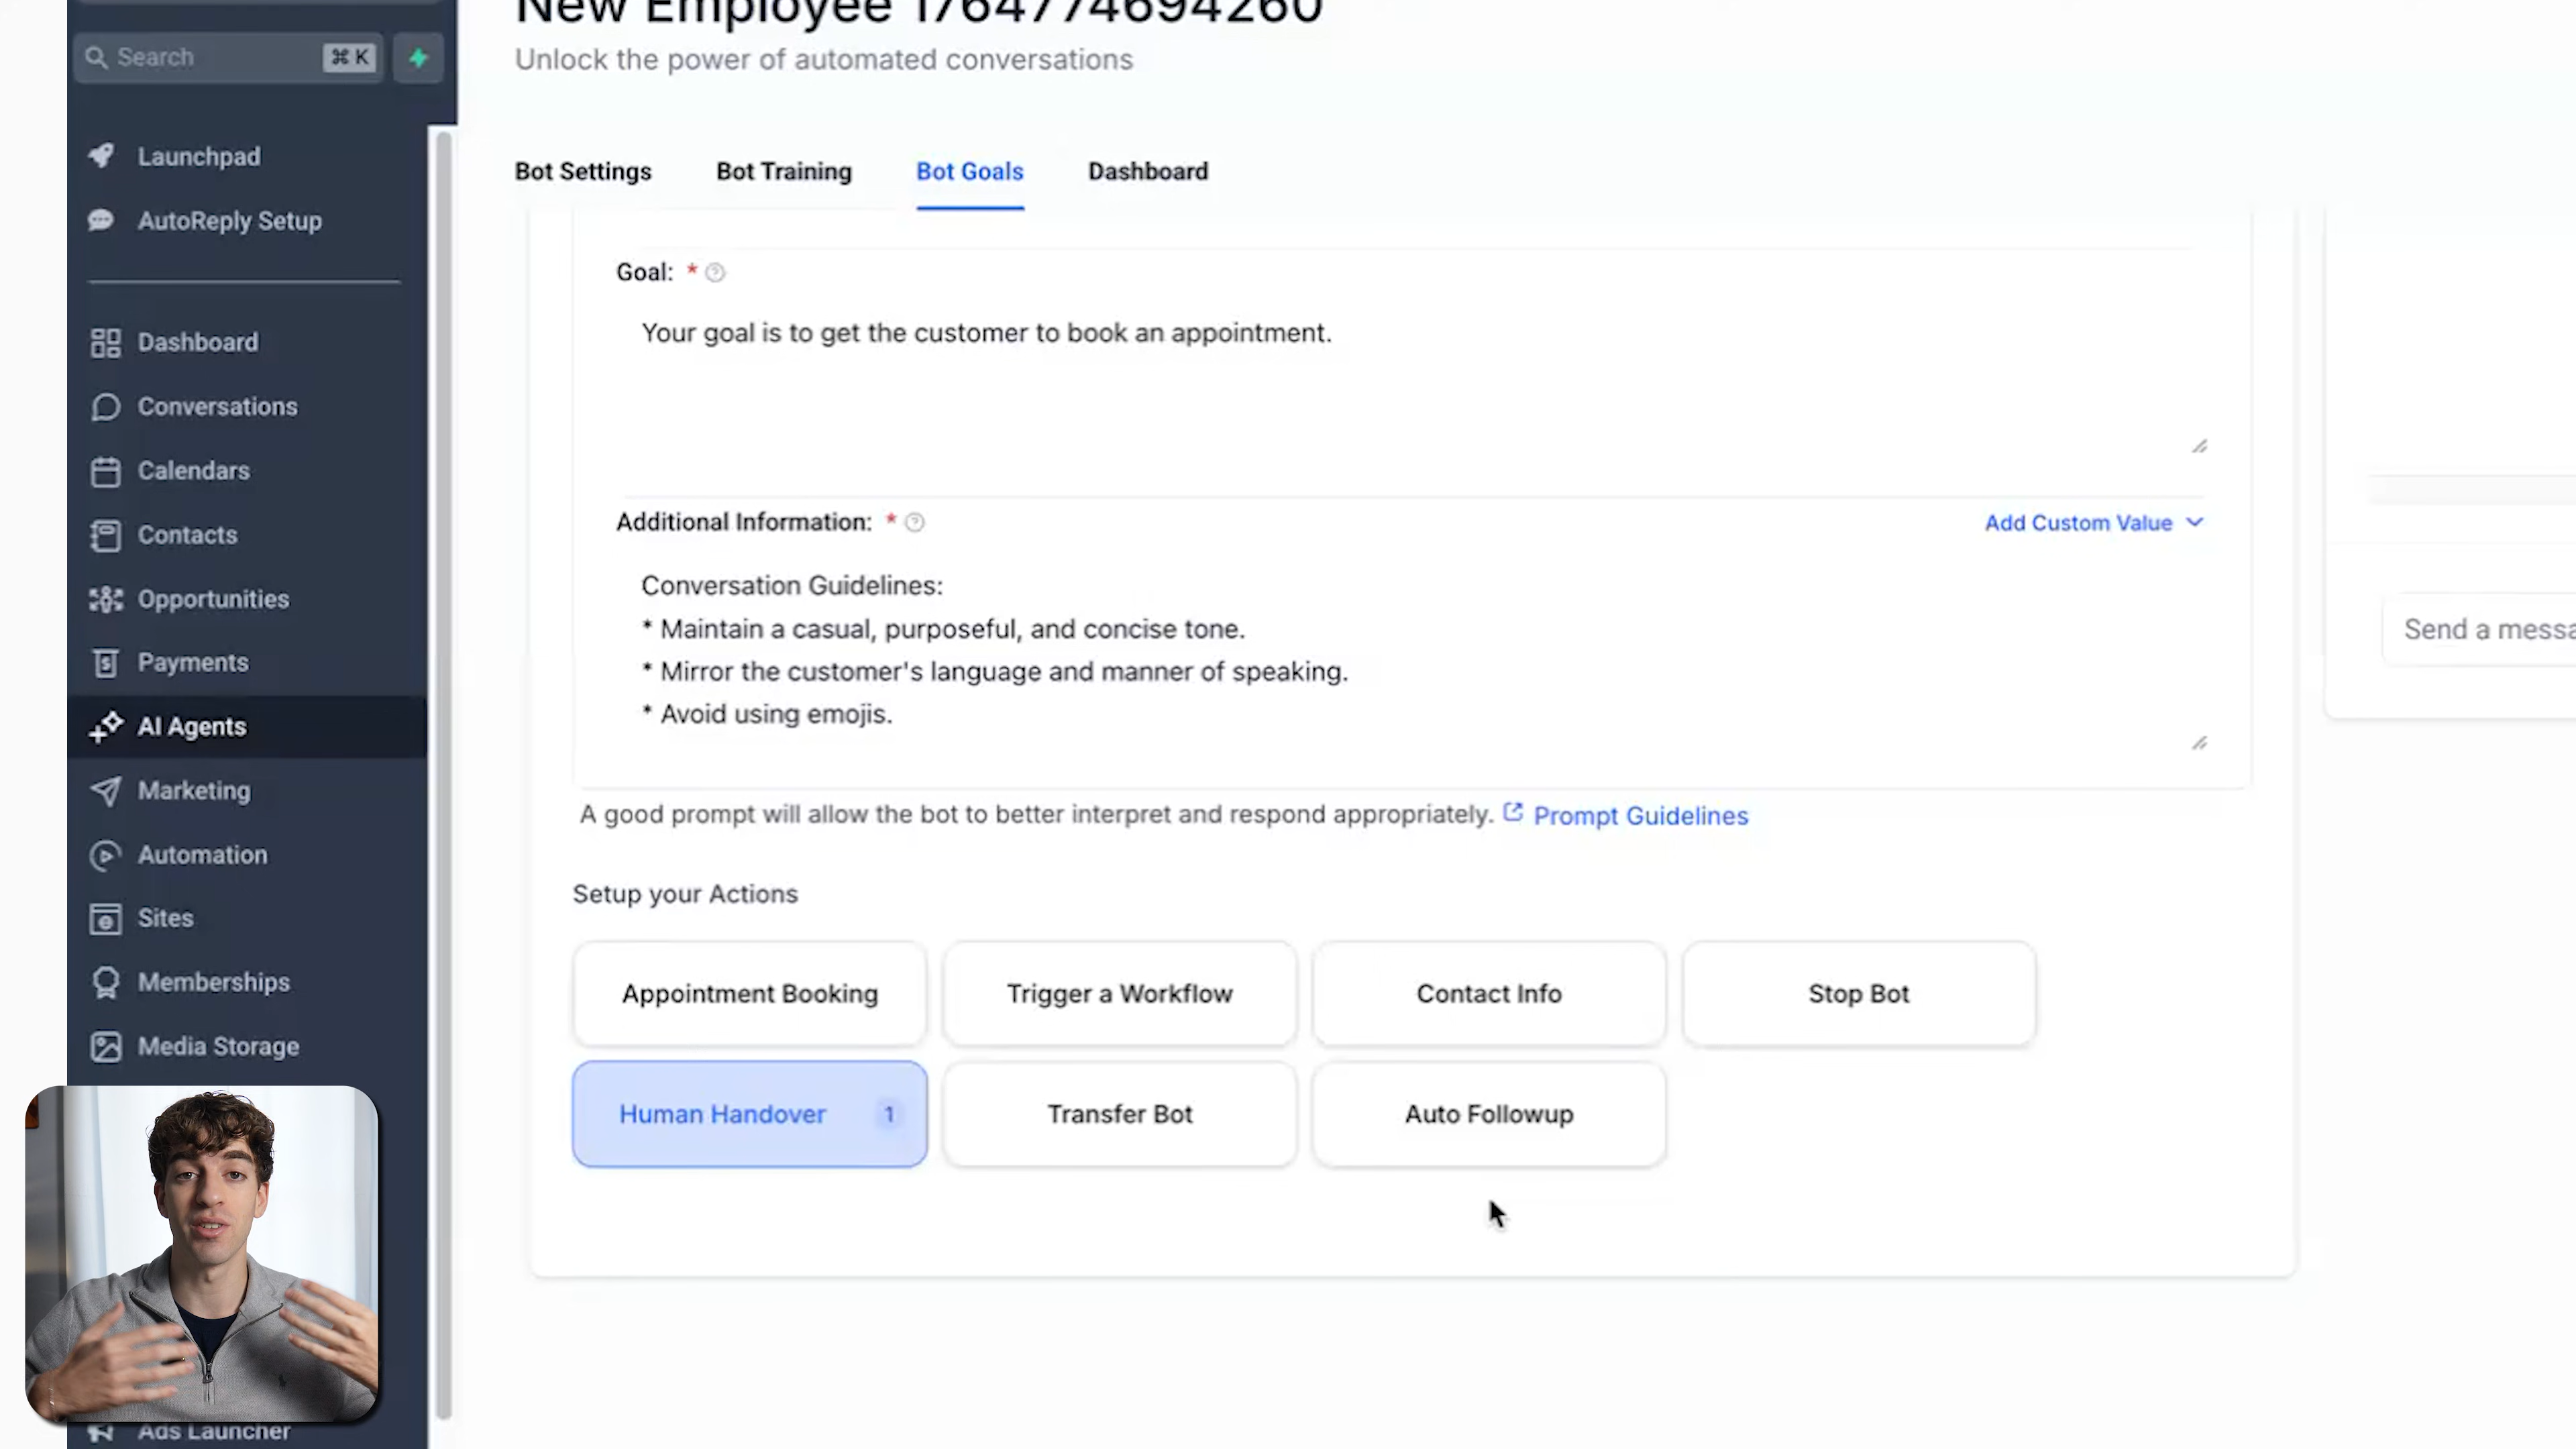 New Employee 1764774694260
Unlock the power of automated conversations
Search
⌘ K
Launchpad
AutoReply Setup
Dashboard
Conversations
Calendars
Contacts
Opportunities
Payments
AI Agents
Marketing
Automation
Sites
Memberships
Media Storage
Ads Launcher
Bot Settings
Bot Training
Bot Goals
Dashboard
Goal: *
Your goal is to get the customer to book an appointment.
Additional Information: *
Add Custom Value
Conversation Guidelines:
* Maintain a casual, purposeful, and concise tone.
* Mirror the customer's language and manner of speaking.
* Avoid using emojis.
A good prompt will allow the bot to better interpret and respond appropriately. Prompt Guidelines
Setup your Actions
Appointment Booking
Trigger a Workflow
Contact Info
Stop Bot
Human Handover 1
Transfer Bot
Auto Followup
Send a messa